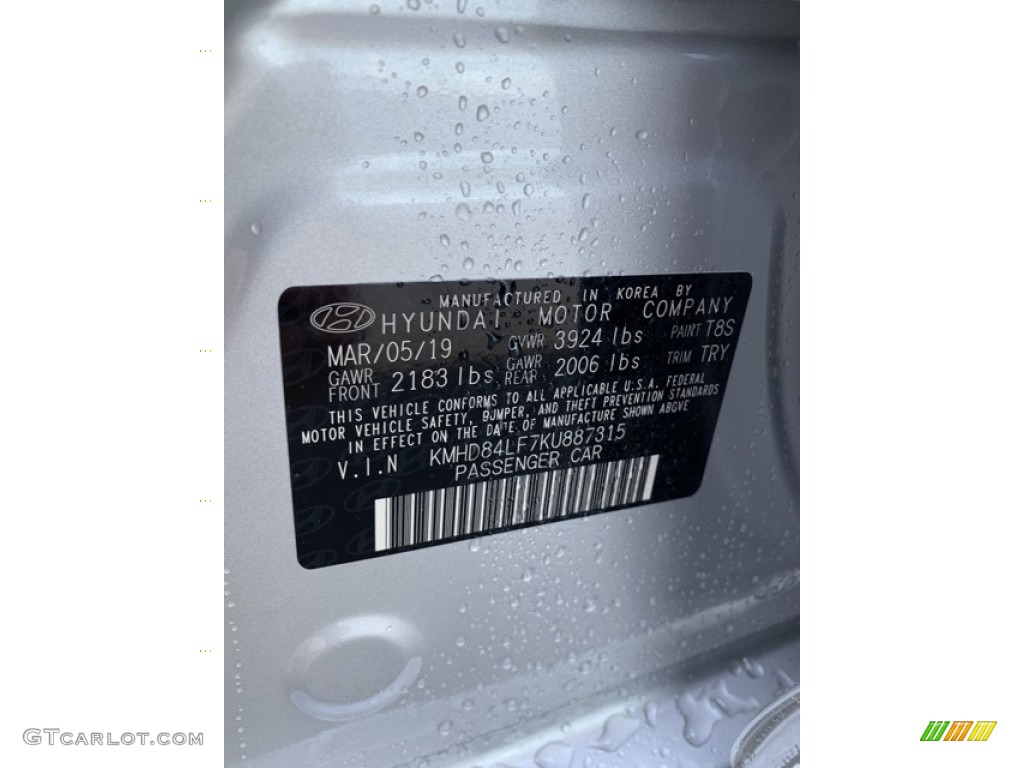 MANUFACTURED IN KOREA BY
HYUNDAI MOTOR COMPANY
MAR/05/19 GVWR 3924 lbs PAINT T8S
GAWR FRONT 2183 lbs GAWR REAR 2006 lbs TRIM TRY
THIS VEHICLE CONFORMS TO ALL APPLICABLE U.S.A. FEDERAL
MOTOR VEHICLE SAFETY, BUMPER, AND THEFT PREVENTION STANDARDS
IN EFFECT ON THE DATE OF MANUFACTURE SHOWN ABOVE
V.I.N KMHD84LF7KU887315
PASSENGER CAR
GTCARLOT.COM